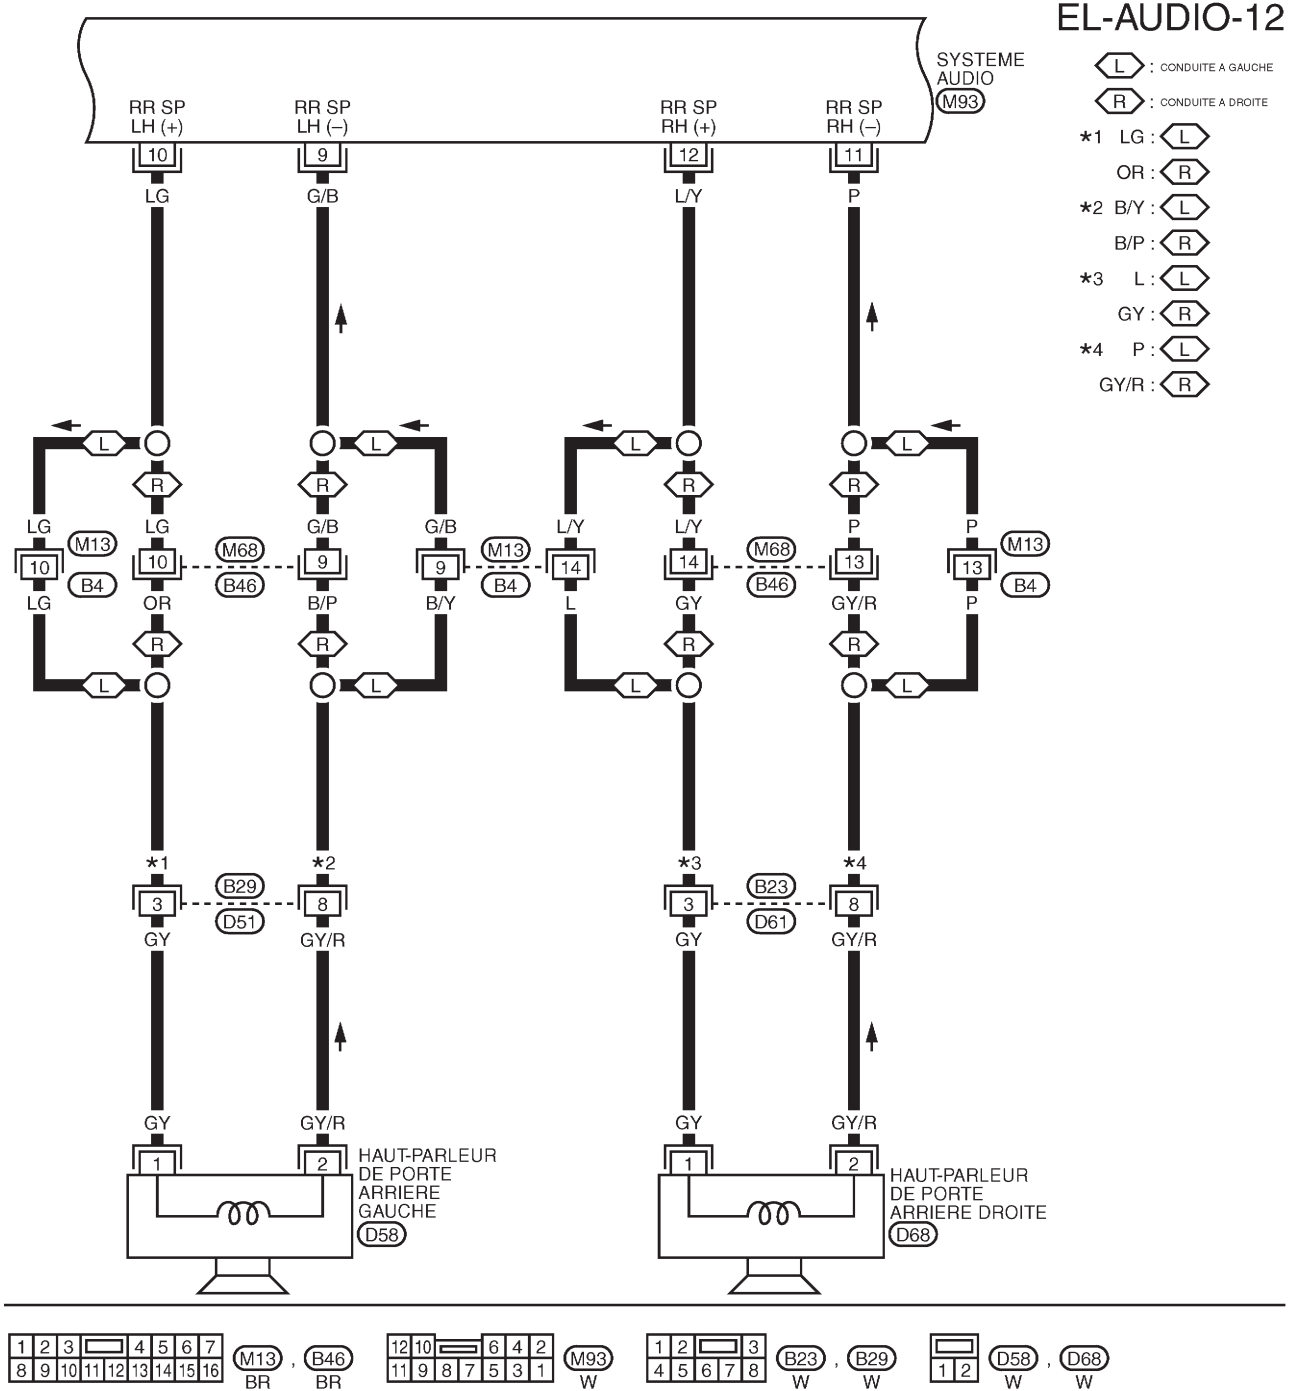 EL-AUDIO-12
L : CONDUITE A GAUCHE
R : CONDUITE A DROITE
*1 LG : L
OR : R
*2 B/Y : L
B/P : R
*3 L : L
GY : R
*4 P : L
GY/R : R
SYSTEME
AUDIO
M93
RR SP RR SP RR SP RR SP
LH (+) LH (–) RH (+) RH (–)
10 9 12 11
LG G/B L/Y P
L L L L
R R R R
LG LG G/B G/B L/Y L/Y P P
M13 M68 M13 M68 M13
10 10 9 9 14 14 13 13
B4 B46 B4 B46 B4
LG OR B/P B/Y L GY GY/R P
R R R R
L L L L
*1 *2 *3 *4
B29 B23
3 8 3 8
D51 D61
GY GY/R GY GY/R
GY GY/R GY GY/R
1 2 1 2
HAUT-PARLEUR
DE PORTE
ARRIERE
GAUCHE
D58
HAUT-PARLEUR
DE PORTE
ARRIERE DROITE
D68
1 2 3 4 5 6 7
8 9 10 11 12 13 14 15 16
M13 , B46
BR BR
12 10 6 4 2
11 9 8 7 5 3 1
M93
W
1 2 3
4 5 6 7 8
B23 , B29
W W
1 2
D58 , D68
W W